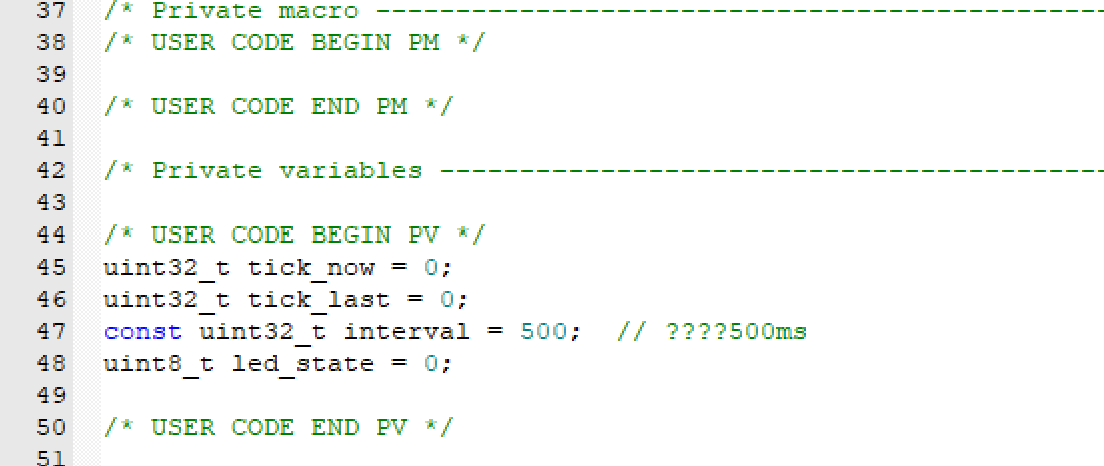 37 /* Private macro -----------------------------------------------
38 /* USER CODE BEGIN PM */
39
40 /* USER CODE END PM */
41
42 /* Private variables -------------------------------------------
43
44 /* USER CODE BEGIN PV */
45 uint32_t tick_now = 0;
46 uint32_t tick_last = 0;
47 const uint32_t interval = 500;  // ????500ms
48 uint8_t led_state = 0;
49
50 /* USER CODE END PV */
51